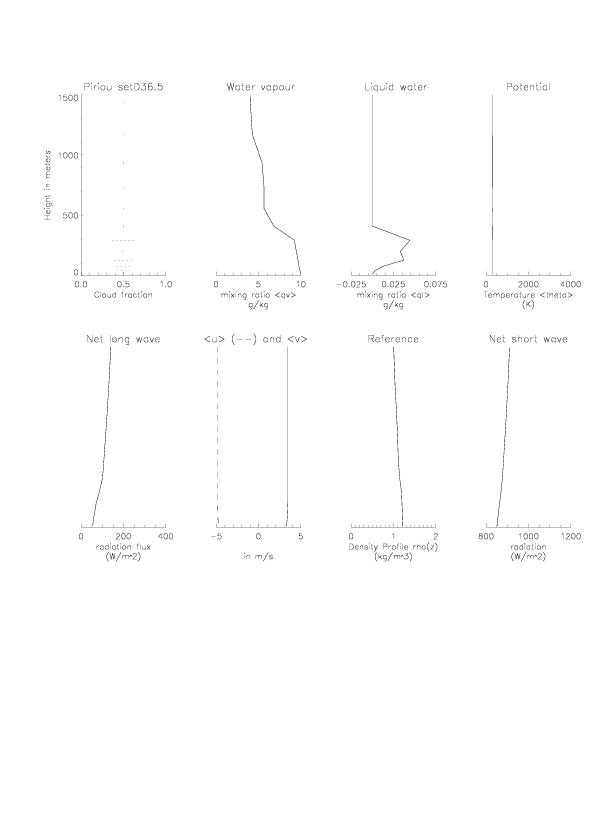 Piriou setD36.5
Water vapour
Liquid water
Potential
1500
1000
500
0
Height in meters
0.0 0.5 1.0
Cloud fraction
0 5 10
mixing ratio <qv>
g/kg
-0.025 0.025 0.075
mixing ratio <ql>
g/kg
0 2000 4000
Temperature <theta>
(K)
Net long wave
<u> (--) and <v>
Reference
Net short wave
0 200 400
radiation flux
(W/m^2)
-5 0 5
in m/s
0 1 2
Density Profile rho(z)
(kg/m^3)
800 1000 1200
radiation
(W/m^2)